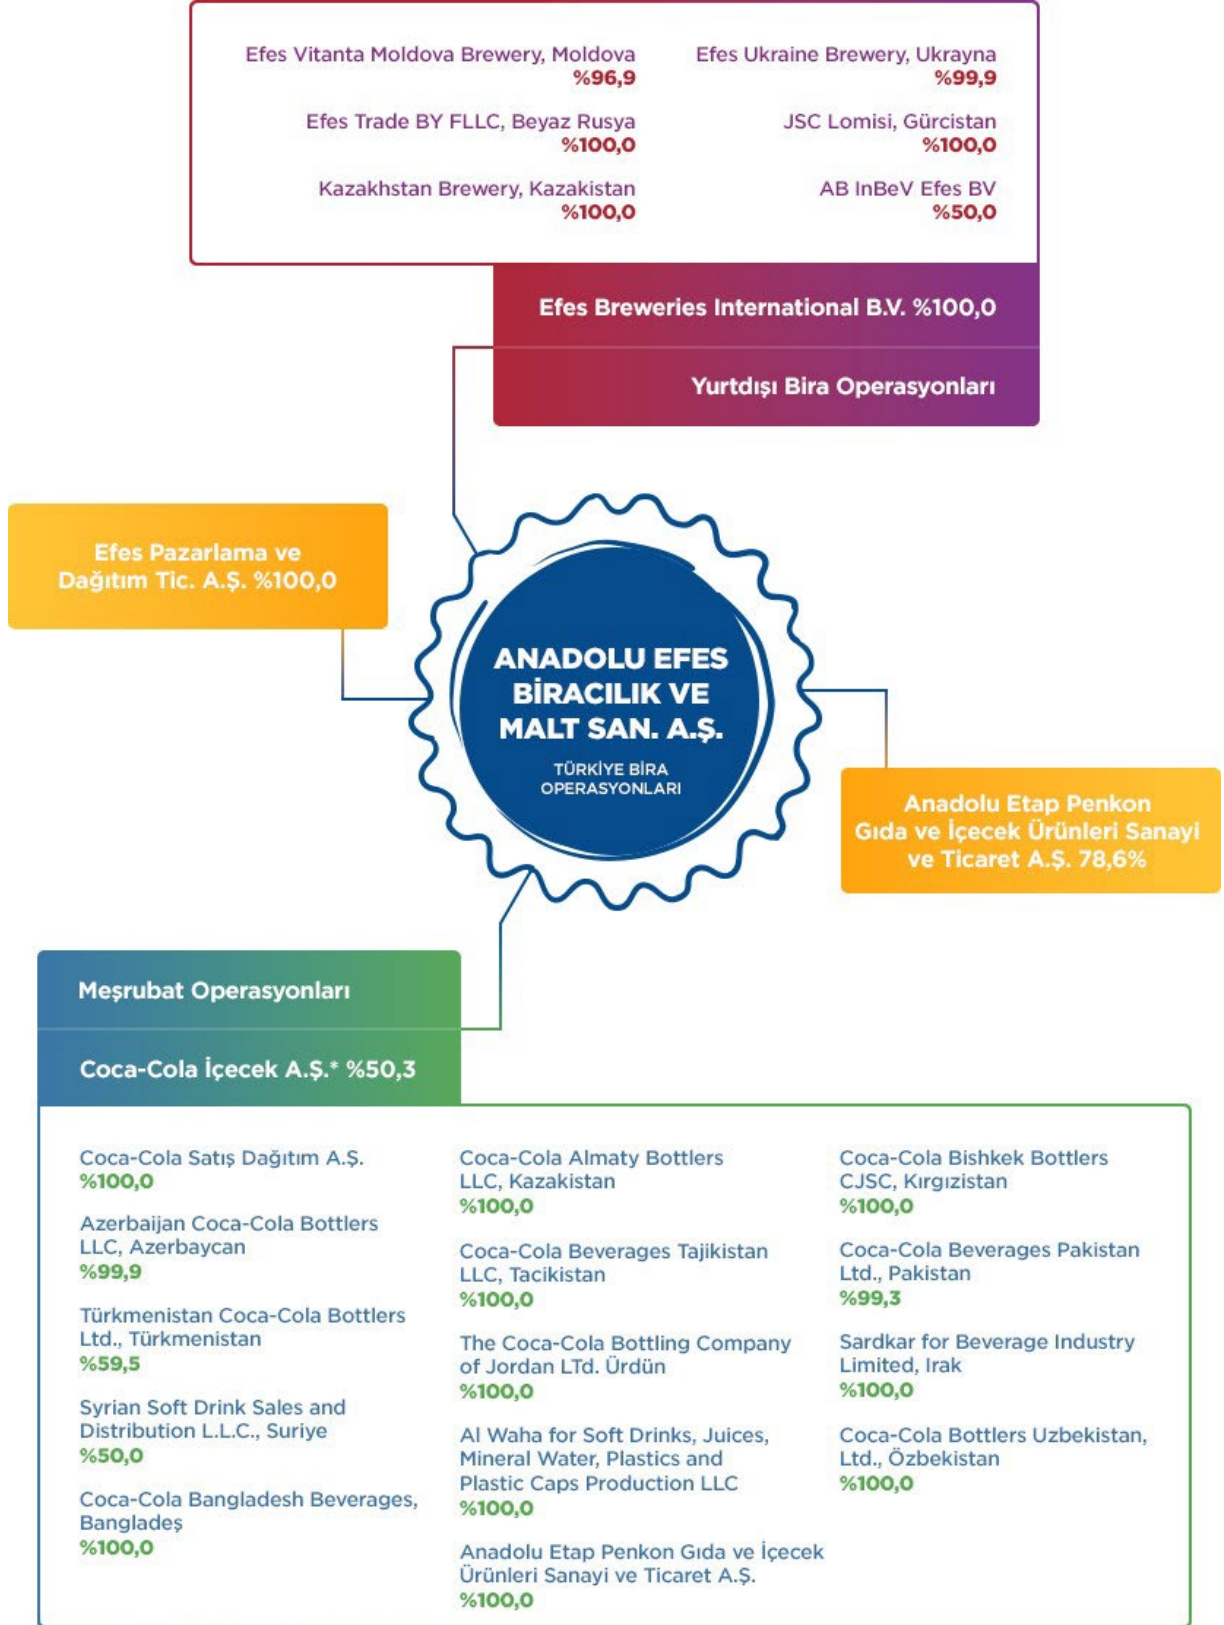 Efes Vitanta Moldova Brewery, Moldova
%96,9
Efes Trade BY FLLC, Beyaz Rusya
%100,0
Kazakhstan Brewery, Kazakistan
%100,0
Efes Ukraine Brewery, Ukrayna
%99,9
JSC Lomisi, Gürcistan
%100,0
AB InBeV Efes BV
%50,0
Efes Breweries International B.V. %100,0
Yurtdışı Bira Operasyonları
Efes Pazarlama ve
Dağıtım Tic. A.Ş. %100,0
ANADOLU EFES
BİRACILIK VE
MALT SAN. A.Ş.
TÜRKİYE BİRA
OPERASYONLARI
Anadolu Etap Penkon
Gıda ve İçecek Ürünleri Sanayi
ve Ticaret A.Ş. 78,6%
Meşrubat Operasyonları
Coca-Cola İçecek A.Ş.* %50,3
Coca-Cola Satış Dağıtım A.Ş.
%100,0
Azerbaijan Coca-Cola Bottlers
LLC, Azerbaycan
%99,9
Türkmenistan Coca-Cola Bottlers
Ltd., Türkmenistan
%59,5
Syrian Soft Drink Sales and
Distribution L.L.C., Suriye
%50,0
Coca-Cola Bangladesh Beverages,
Bangladeş
%100,0
Coca-Cola Almaty Bottlers
LLC, Kazakistan
%100,0
Coca-Cola Beverages Tajikistan
LLC, Tacikistan
%100,0
The Coca-Cola Bottling Company
of Jordan LTd. Ürdün
%100,0
Al Waha for Soft Drinks, Juices,
Mineral Water, Plastics and
Plastic Caps Production LLC
%100,0
Anadolu Etap Penkon Gıda ve İçecek
Ürünleri Sanayi ve Ticaret A.Ş.
%100,0
Coca-Cola Bishkek Bottlers
CJSC, Kırgızistan
%100,0
Coca-Cola Beverages Pakistan
Ltd., Pakistan
%99,3
Sardkar for Beverage Industry
Limited, Irak
%100,0
Coca-Cola Bottlers Uzbekistan,
Ltd., Özbekistan
%100,0